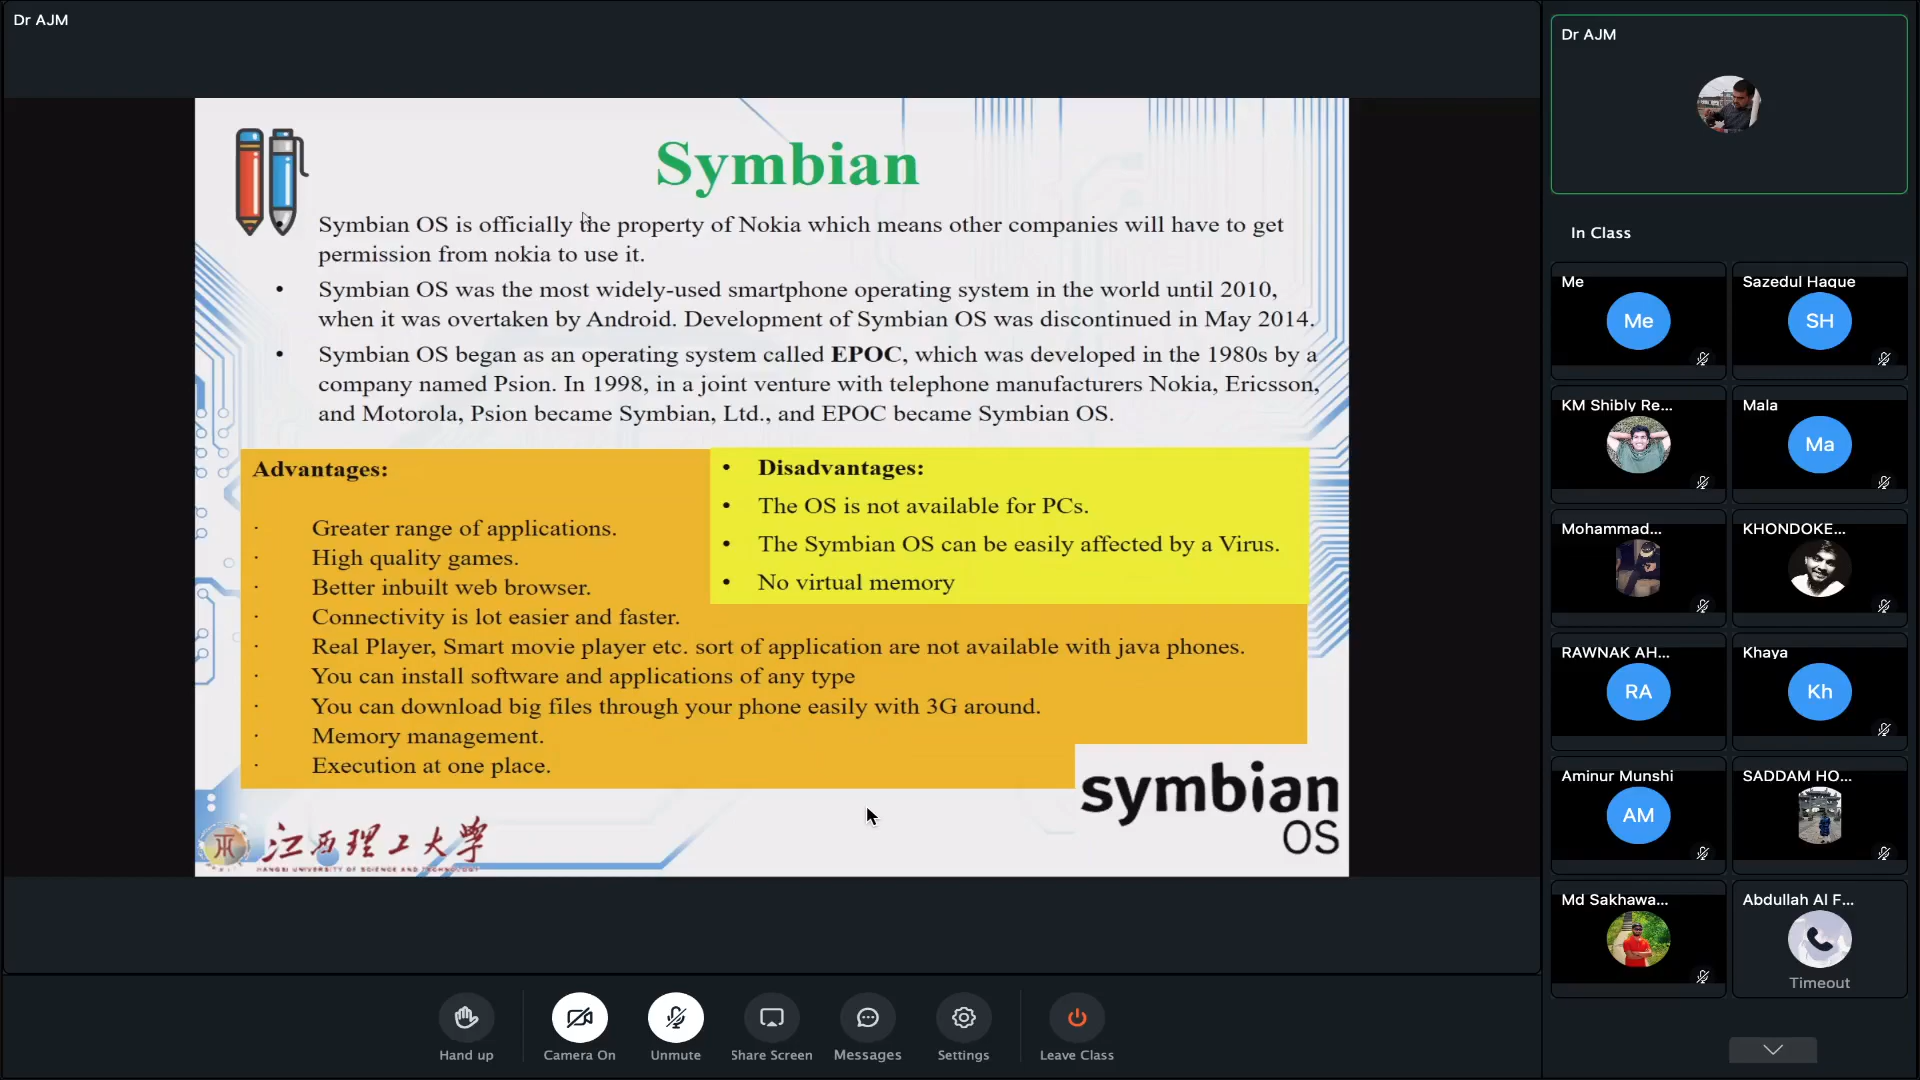 Dr AJM
Symbian
Symbian OS is officially the property of Nokia which means other companies will have to get
permission from nokia to use it.
• Symbian OS was the most widely-used smartphone operating system in the world until 2010,
when it was overtaken by Android. Development of Symbian OS was discontinued in May 2014.
• Symbian OS began as an operating system called EPOC, which was developed in the 1980s by a
company named Psion. In 1998, in a joint venture with telephone manufacturers Nokia, Ericsson,
and Motorola, Psion became Symbian, Ltd., and EPOC became Symbian OS.
Advantages:
· Greater range of applications.
· High quality games.
· Better inbuilt web browser.
· Connectivity is lot easier and faster.
· Real Player, Smart movie player etc. sort of application are not available with java phones.
· You can install software and applications of any type
· You can download big files through your phone easily with 3G around.
· Memory management.
· Execution at one place.
• Disadvantages:
• The OS is not available for PCs.
• The Symbian OS can be easily affected by a Virus.
• No virtual memory
symbian
OS
江西理工大学
UNIVERSITY OF SCIENCE AND TECHNOLOGY
Dr AJM
In Class
Me
Me
Sazedul Haque
SH
KM Shibly Re...
Mala
Ma
Mohammad...
KHONDOKE...
RAWNAK AH...
RA
Khaya
Kh
Aminur Munshi
AM
SADDAM HO...
Md Sakhawa...
Abdullah Al F...
Timeout
Hand up
Camera On
Unmute
Share Screen
Messages
Settings
Leave Class